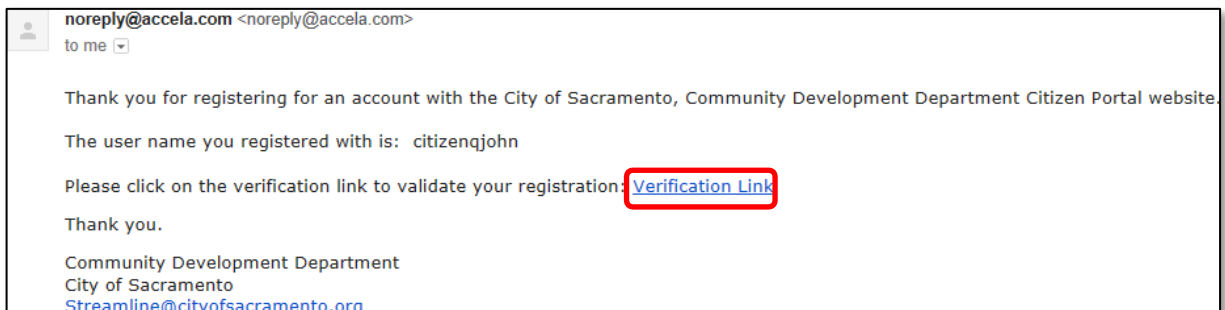 noreply@accela.com <noreply@accela.com>
to me
Thank you for registering for an account with the City of Sacramento, Community Development Department Citizen Portal website.
The user name you registered with is: citizenqjohn
Please click on the verification link to validate your registration: Verification Link
Thank you.
Community Development Department
City of Sacramento
Streamline@cityofsacramento.org